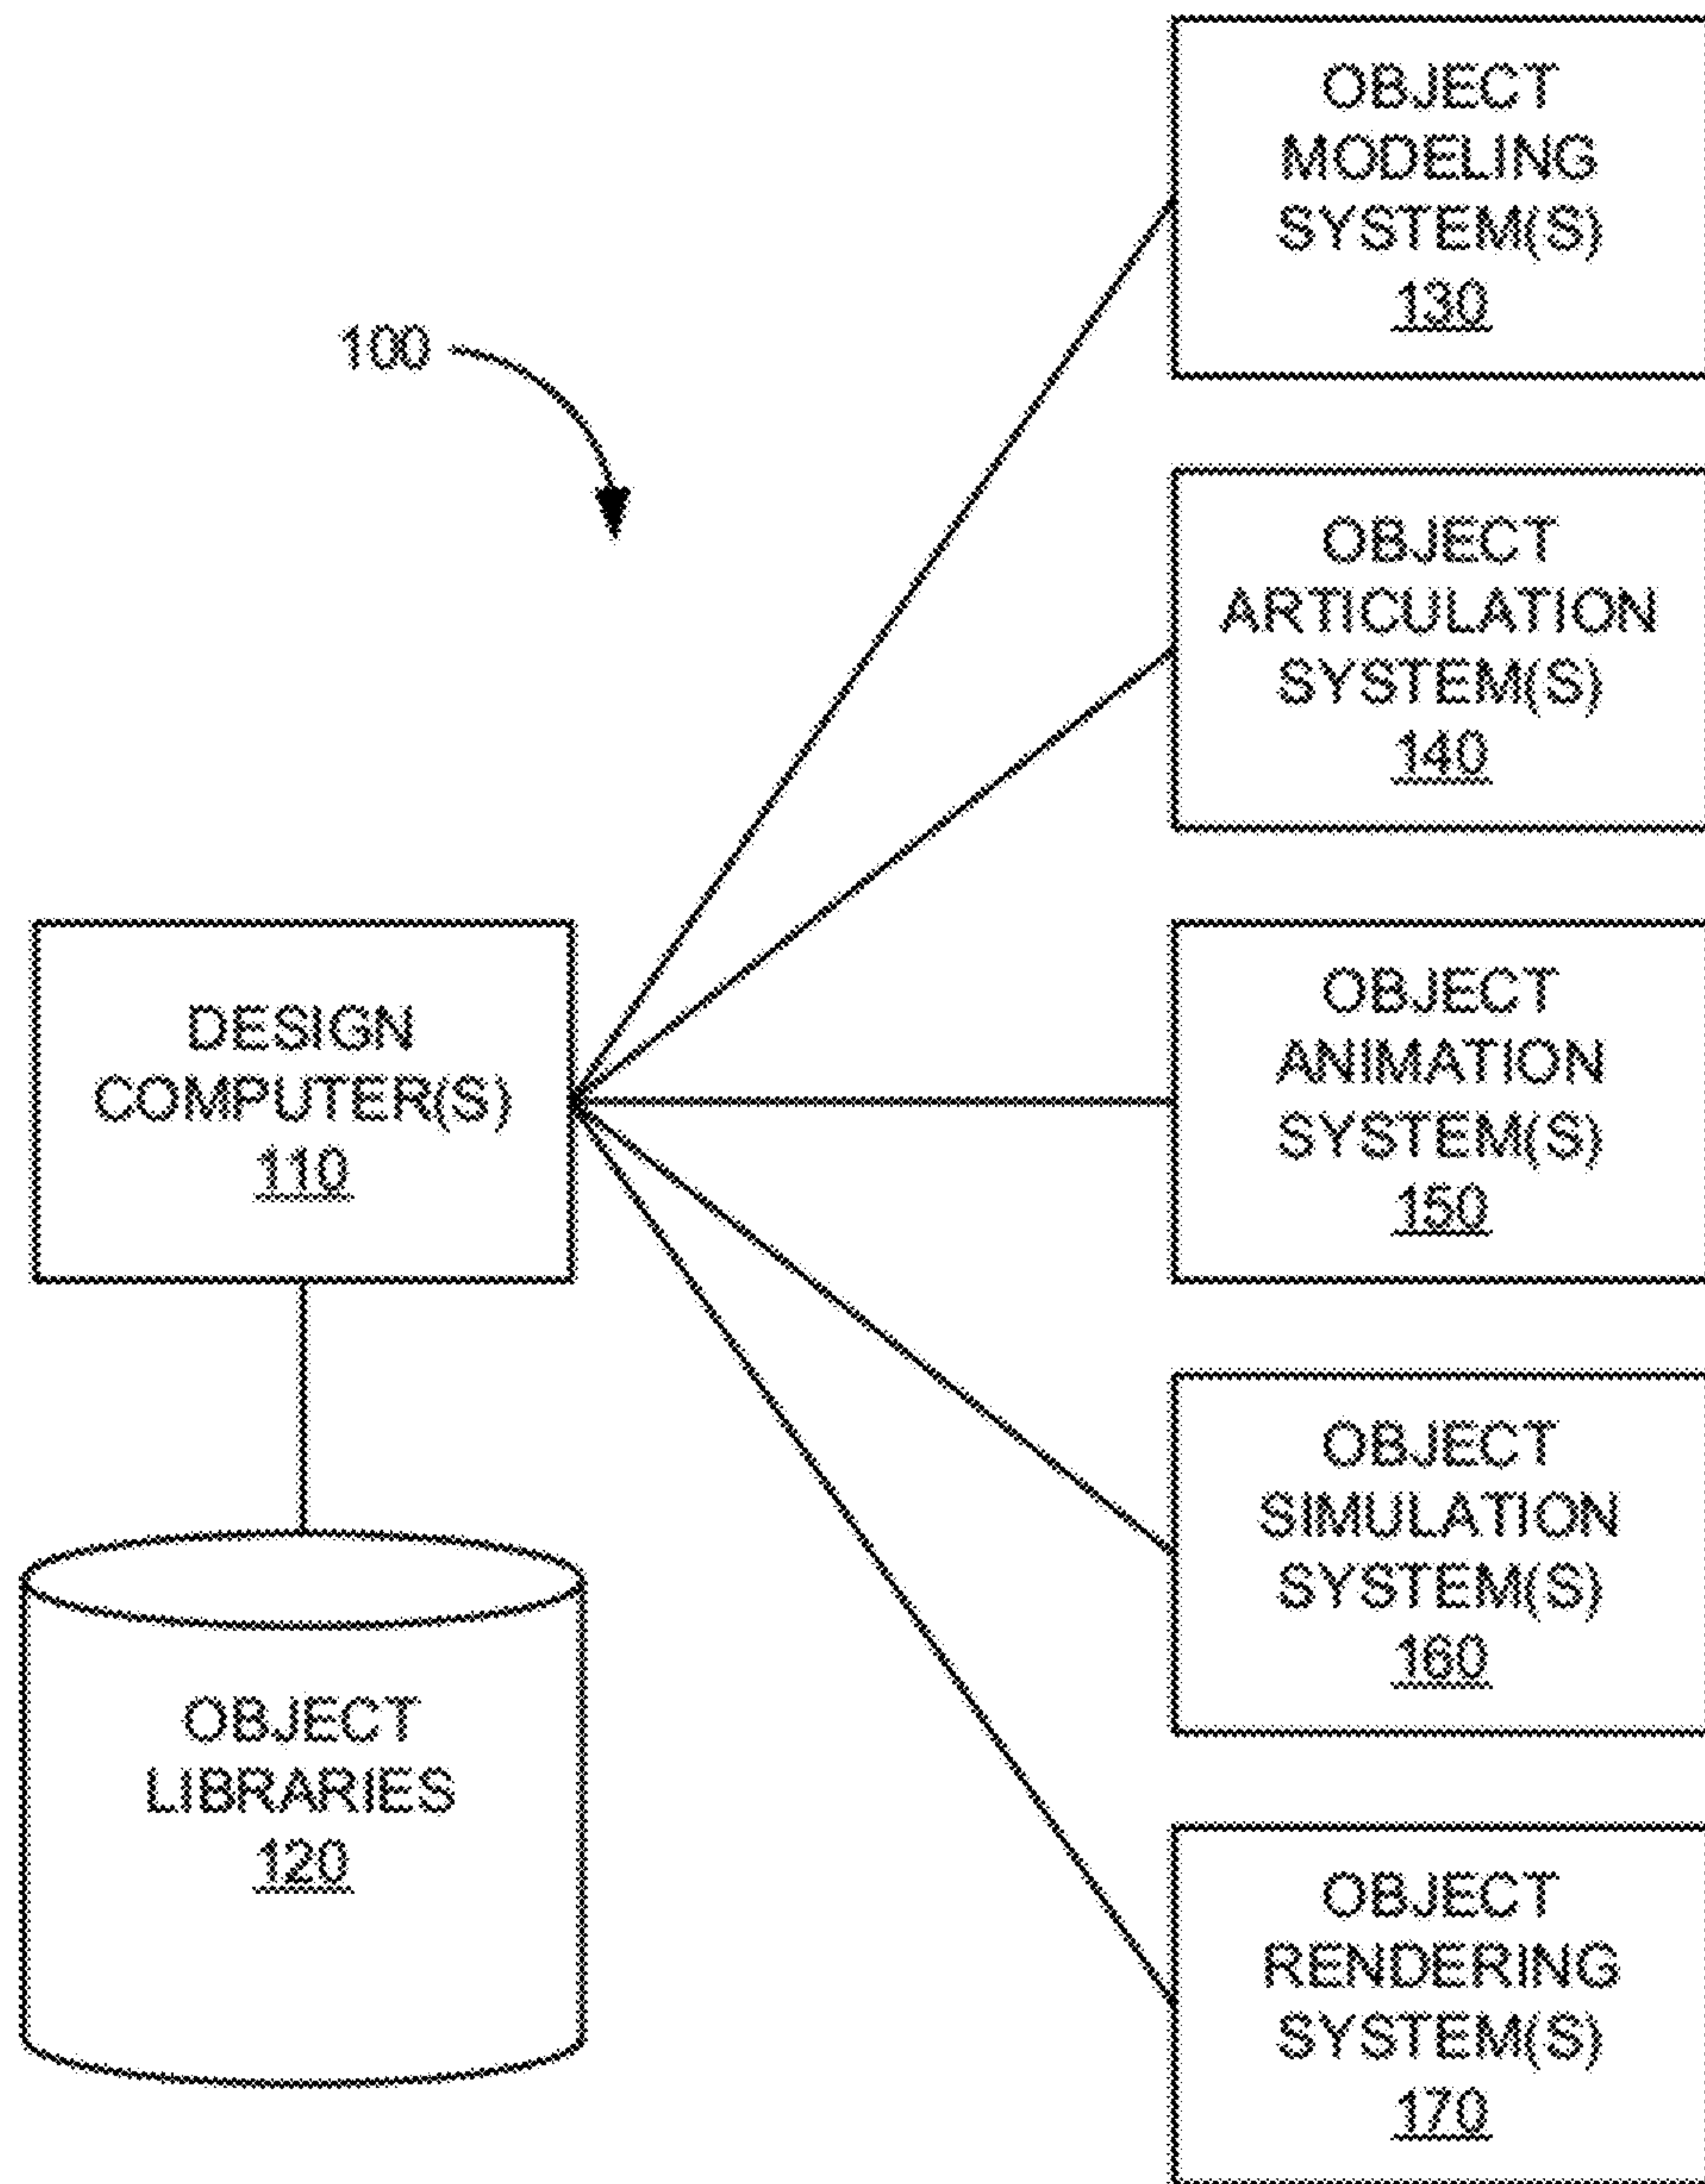 100
DESIGN
COMPUTER(S)
110
OBJECT
LIBRARIES
120
OBJECT
MODELING
SYSTEM(S)
130
OBJECT
ARTICULATION
SYSTEM(S)
140
OBJECT
ANIMATION
SYSTEM(S)
150
OBJECT
SIMULATION
SYSTEM(S)
160
OBJECT
RENDERING
SYSTEM(S)
170